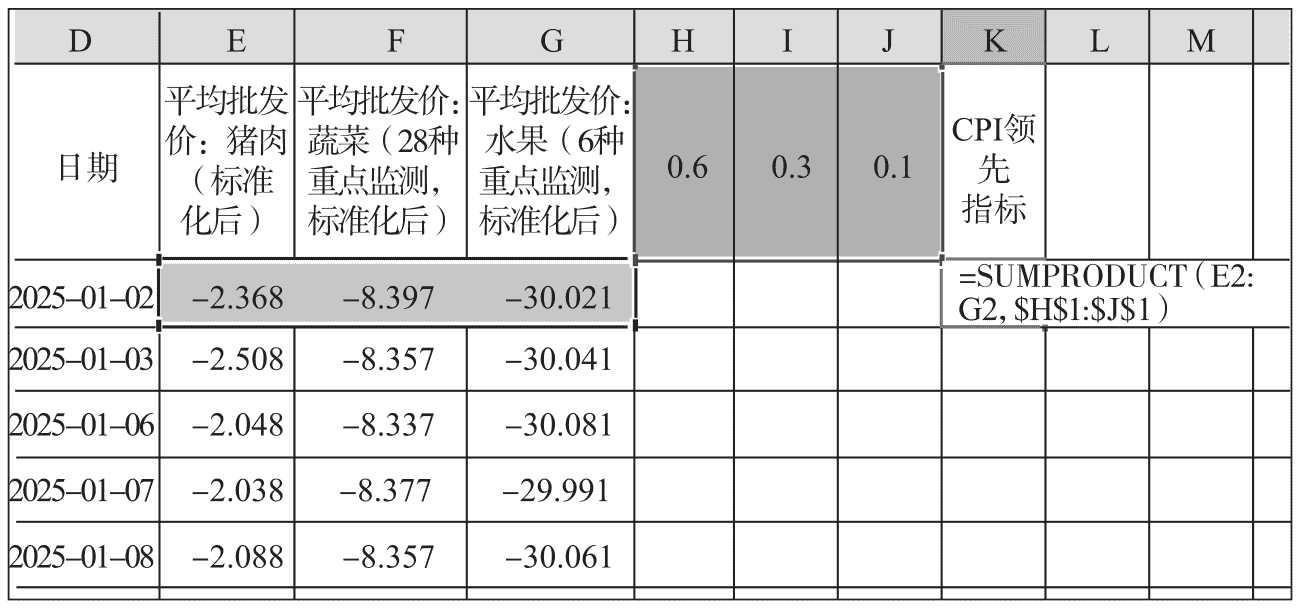 D E F G H I J K L M
日期 平均批发价：猪肉（标准化后） 平均批发价：蔬菜（28种重点监测，标准化后） 平均批发价：水果（6种重点监测，标准化后） 0.6 0.3 0.1 CPI领先指标
2025–01–02 –2.368 –8.397 –30.021 =SUMPRODUCT（E2:G2, $H$1:$J$1）
2025–01–03 –2.508 –8.357 –30.041
2025–01–06 –2.048 –8.337 –30.081
2025–01–07 –2.038 –8.377 –29.991
2025–01–08 –2.088 –8.357 –30.061